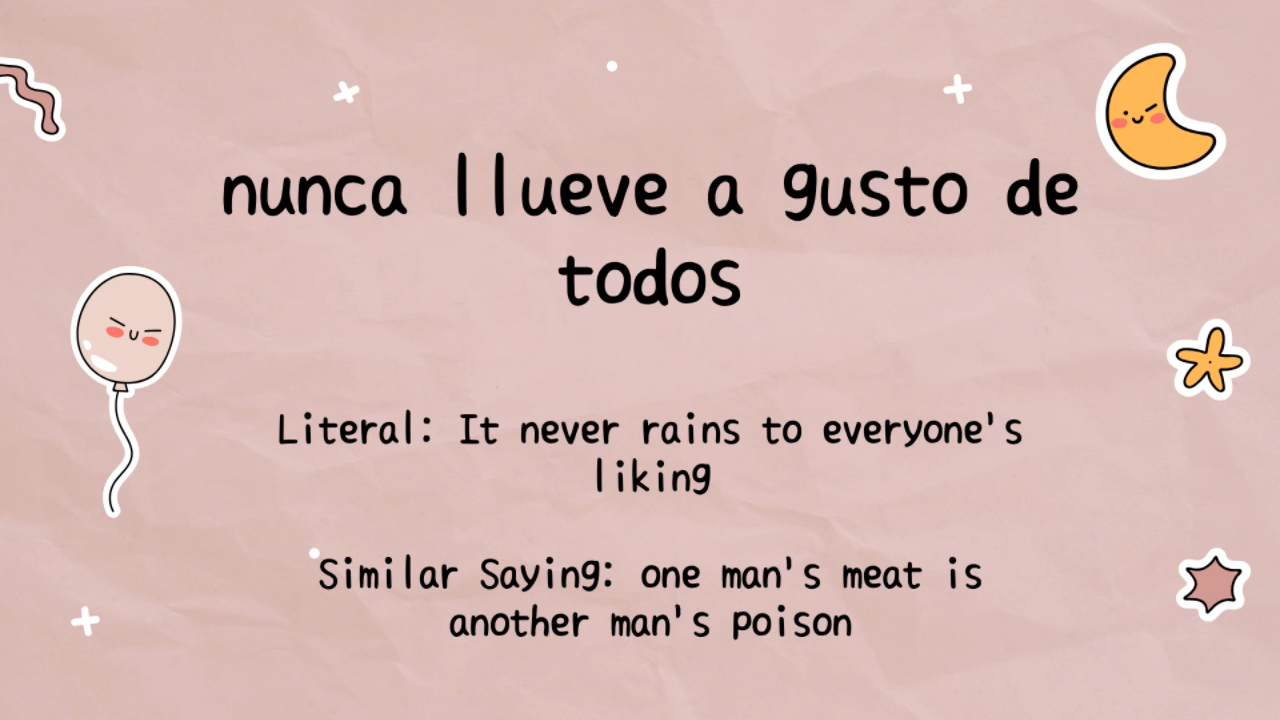 nunca llueve a gusto de
todos
Literal: It never rains to everyone's
liking
Similar Saying: one man's meat is
another man's poison